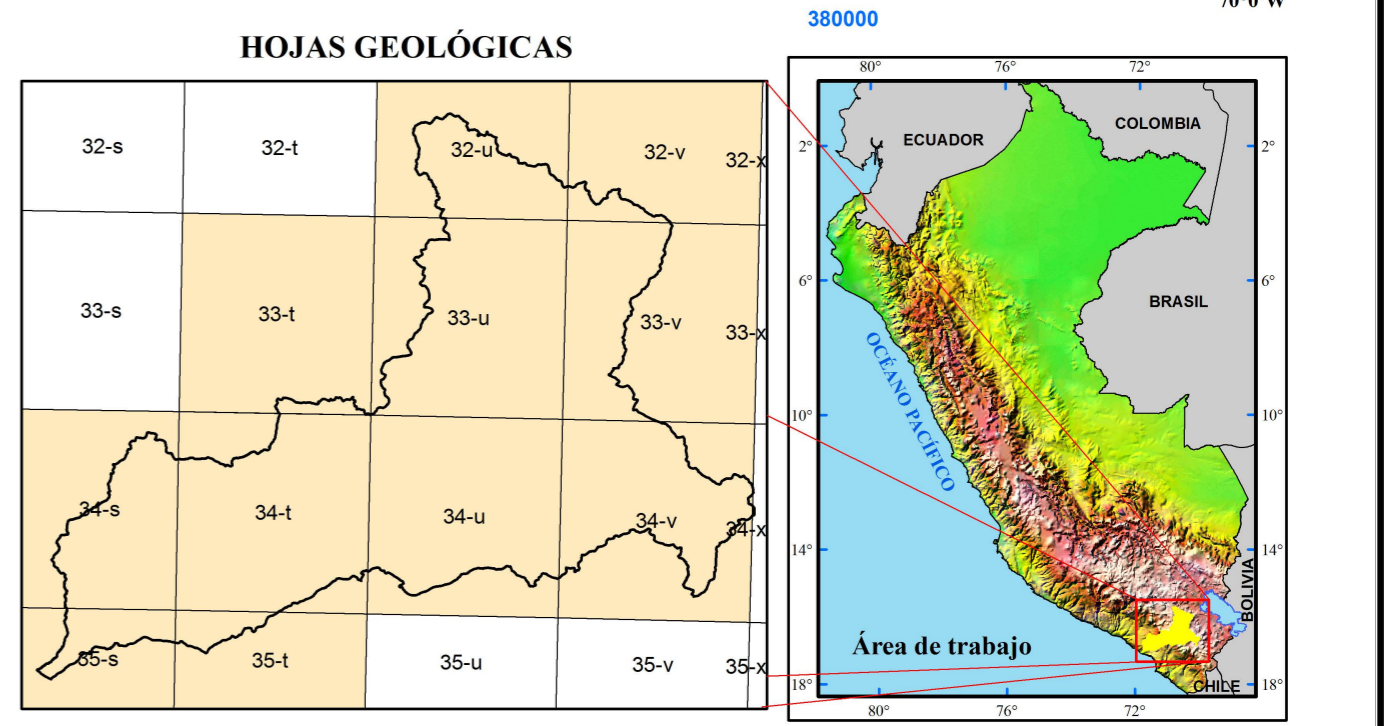 70°0'W
380000
HOJAS GEOLÓGICAS
32-s
32-t
32-u
32-v
32-x
33-s
33-t
33-u
33-v
33-x
34-s
34-t
34-u
34-v
34-x
35-s
35-t
35-u
35-v
35-x
80°
76°
72°
2°
6°
10°
14°
18°
ECUADOR
COLOMBIA
BRASIL
OCÉANO PACÍFICO
BOLIVIA
Área de trabajo
CHILE
2°
6°
10°
14°
18°
80°
76°
72°